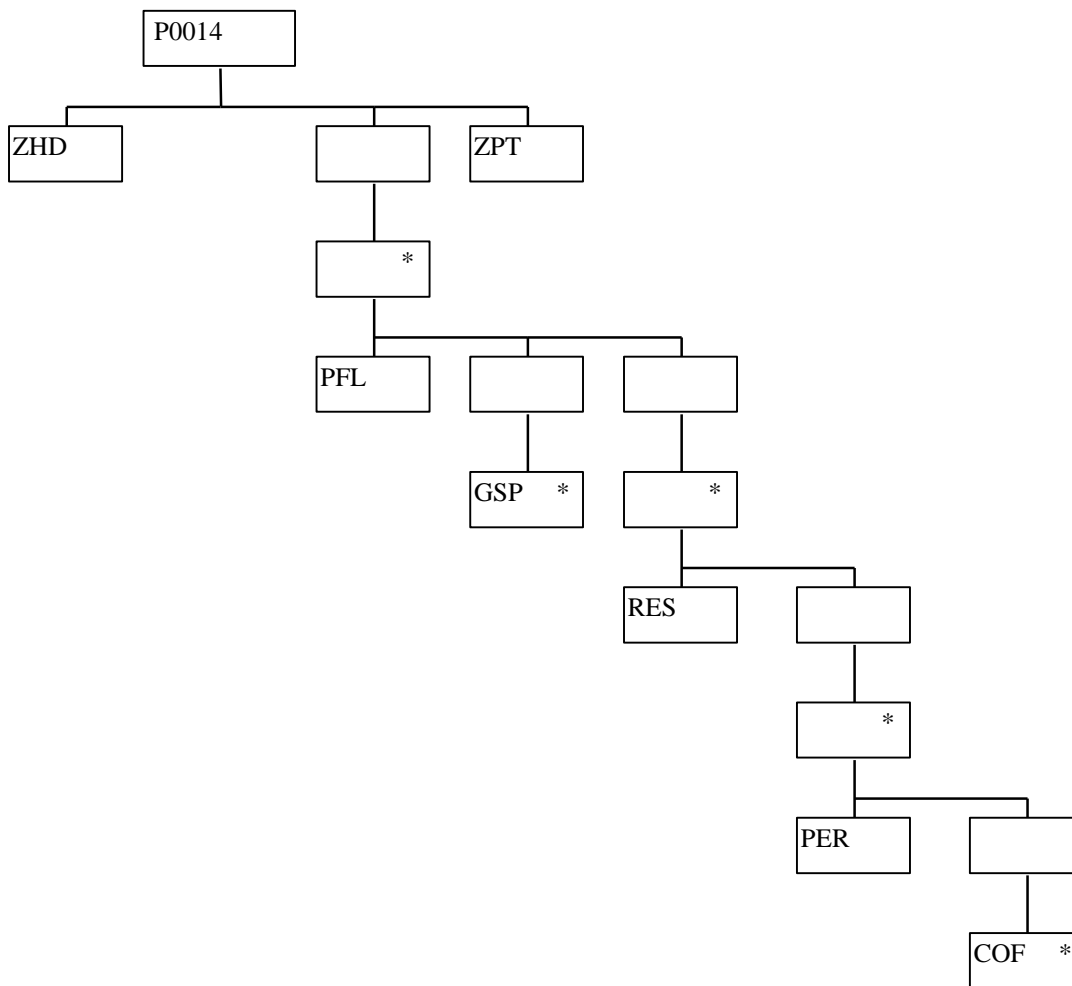 P0014
ZHD
ZPT
*
PFL
GSP *
*
RES
*
PER
COF *